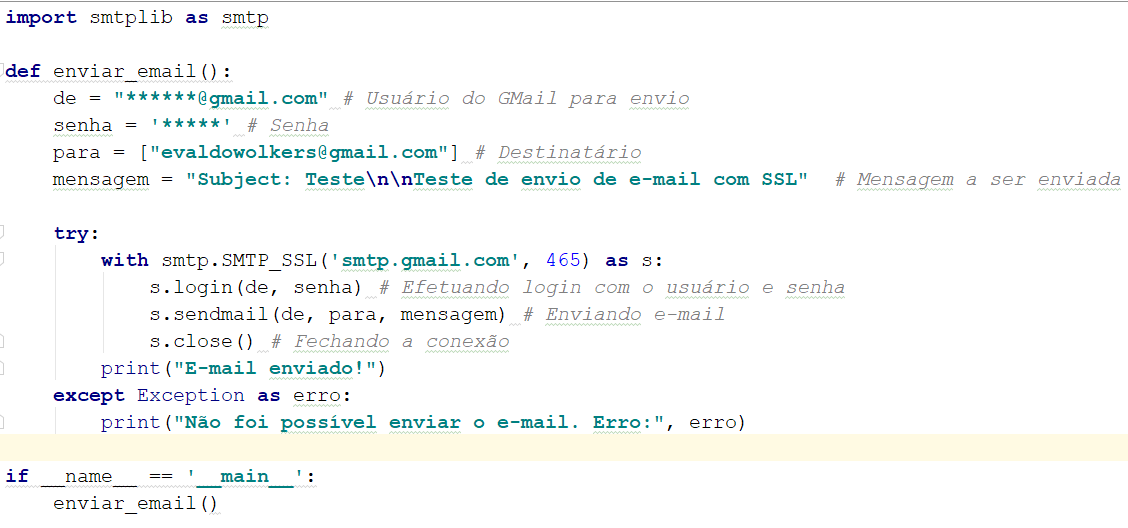 import smtplib as smtp
def enviar_email():
de = "******@gmail.com" # Usuário do GMail para envio
senha = '*****' # Senha
para = ["evaldowolkers@gmail.com"] # Destinatário
mensagem = "Subject: Teste\n\nTeste de envio de e-mail com SSL" # Mensagem a ser enviada
try:
with smtp.SMTP_SSL('smtp.gmail.com', 465) as s:
s.login(de, senha) # Efetuando login com o usuário e senha
s.sendmail(de, para, mensagem) # Enviando e-mail
s.close() # Fechando a conexão
print("E-mail enviado!")
except Exception as erro:
print("Não foi possível enviar o e-mail. Erro:", erro)
if __name__ == '__main__':
enviar_email()